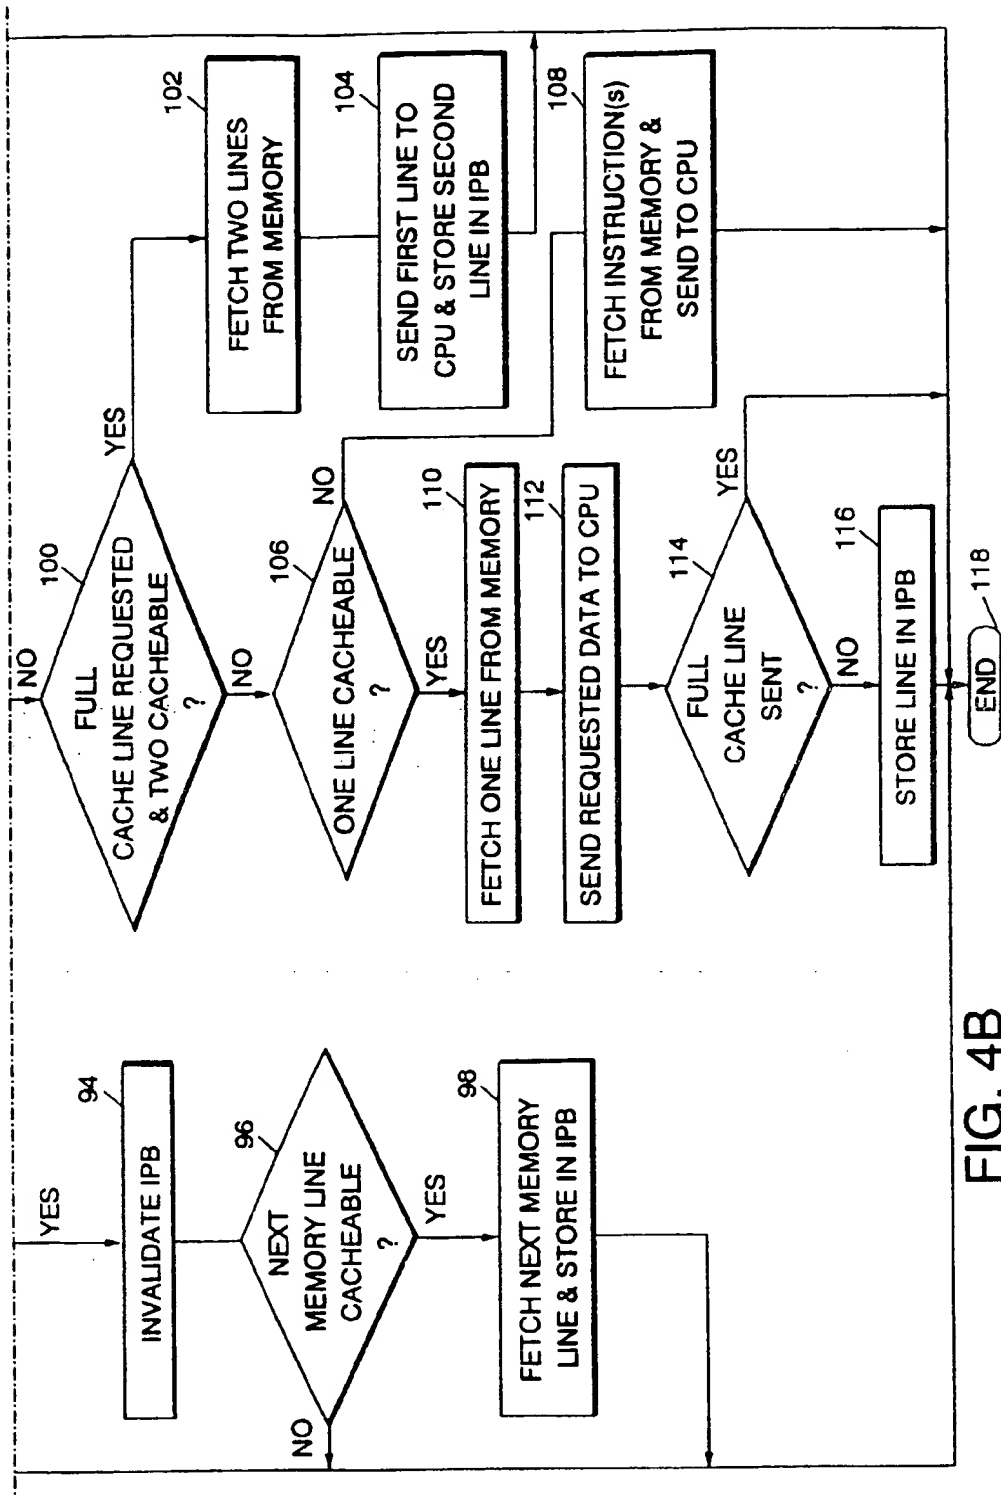 YES
94
INVALIDATE IPB
96
NEXT
MEMORY LINE
CACHEABLE
?
NO
YES
98
FETCH NEXT MEMORY
LINE & STORE IN IPB
NO
100
FULL
CACHE LINE REQUESTED
& TWO CACHEABLE
?
YES
NO
102
FETCH TWO LINES
FROM MEMORY
104
SEND FIRST LINE TO
CPU & STORE SECOND
LINE IN IPB
106
ONE LINE CACHEABLE
?
NO
YES
108
FETCH INSTRUCTION(s)
FROM MEMORY &
SEND TO CPU
110
FETCH ONE LINE FROM MEMORY
112
SEND REQUESTED DATA TO CPU
114
FULL
CACHE LINE
SENT
?
YES
NO
116
STORE LINE IN IPB
118
END
FIG. 4B